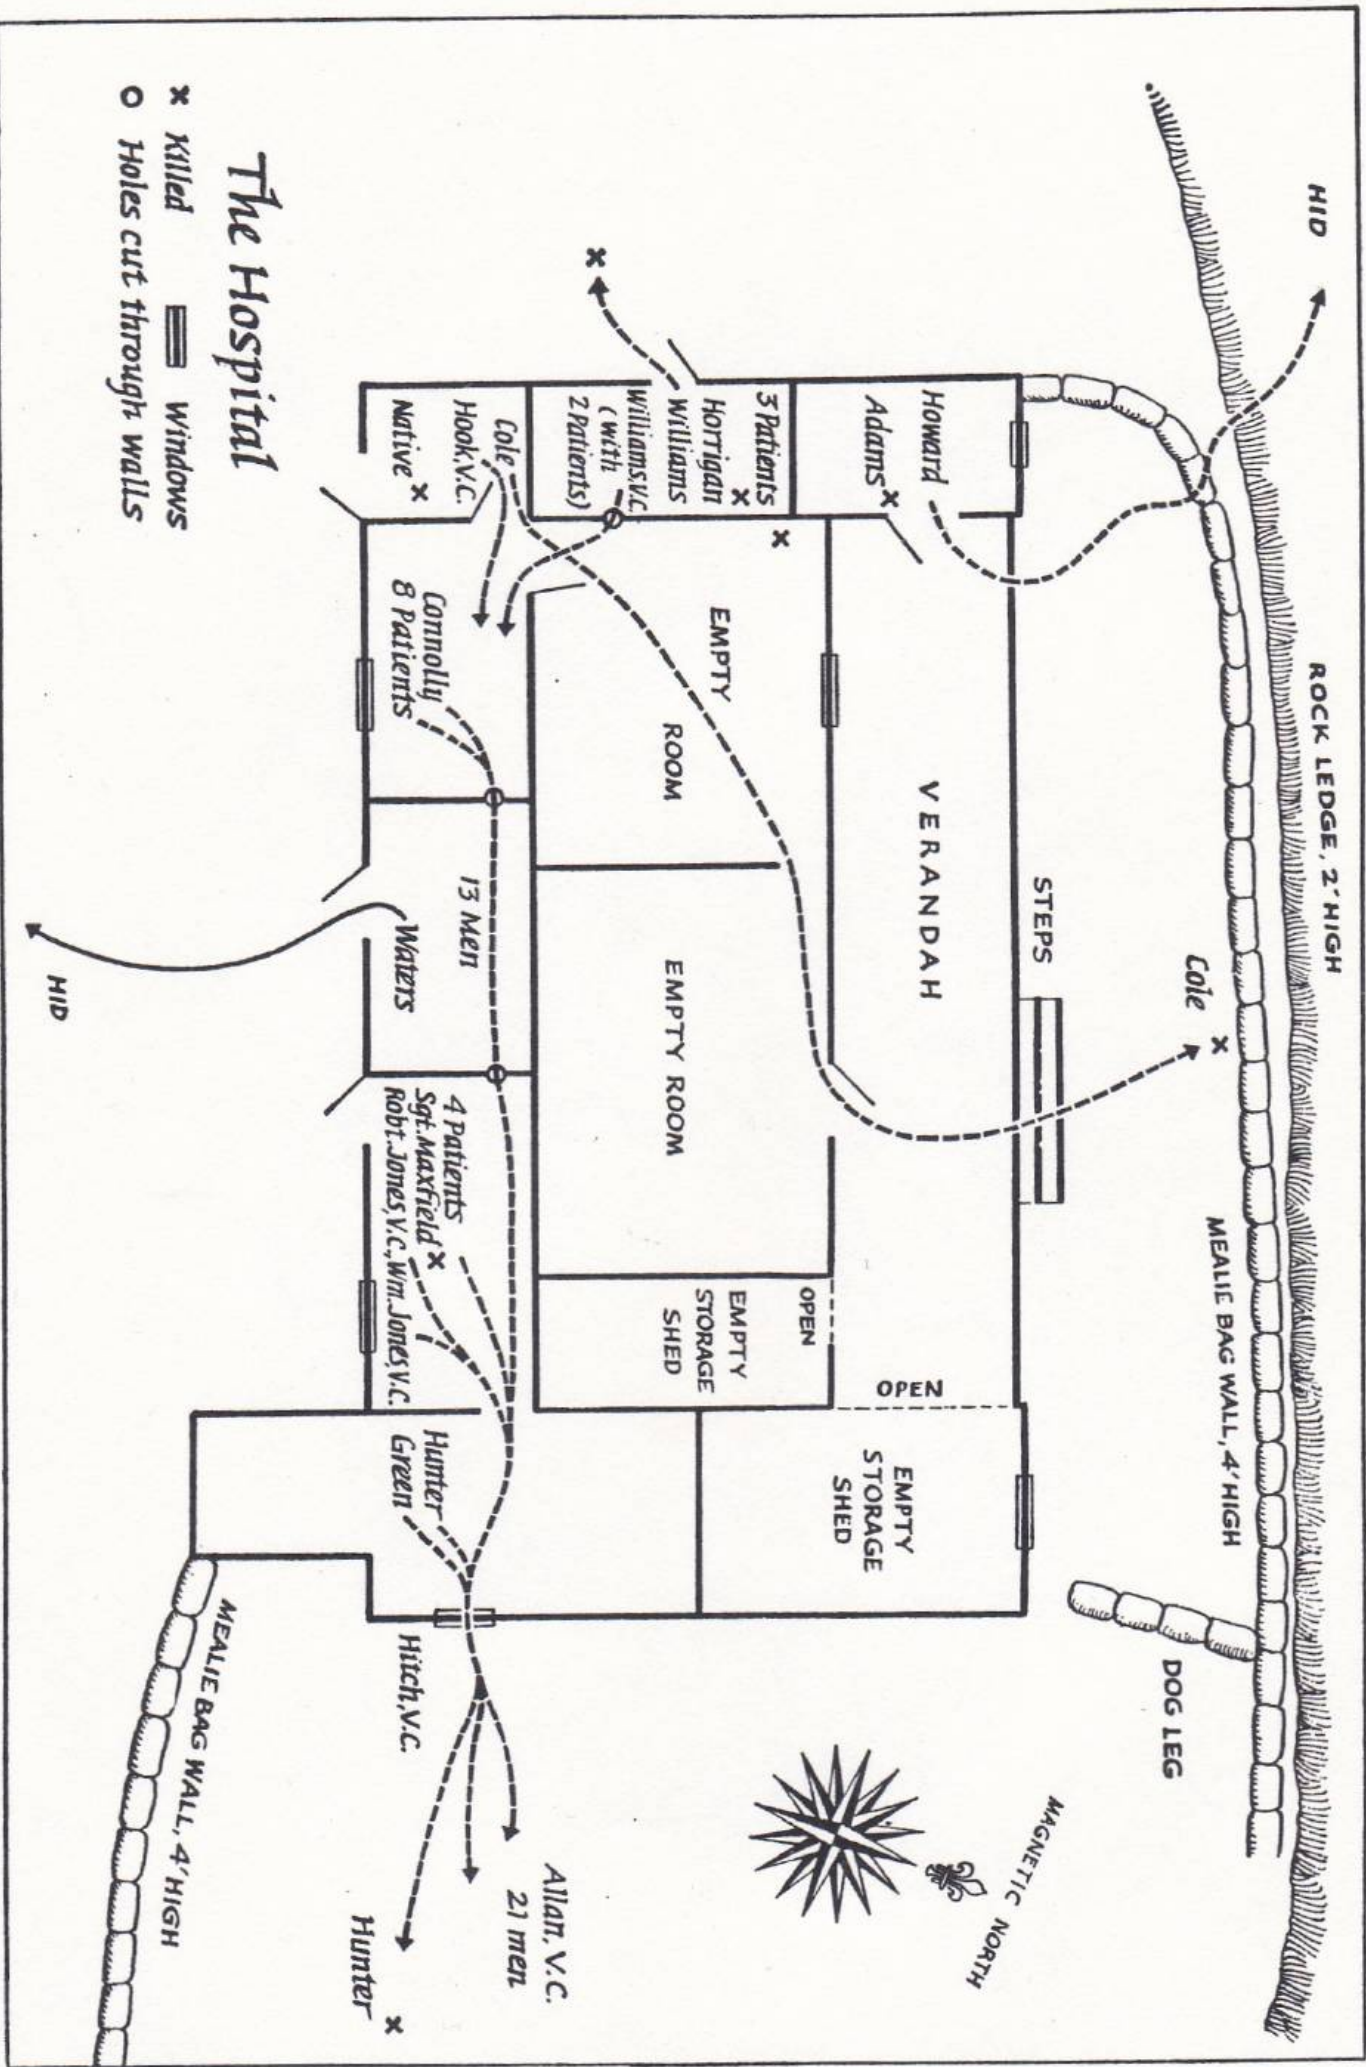 HID
ROCK LEDGE, 2' HIGH
MEALIE BAG WALL, 4' HIGH
Cole
STEPS
DOG LEG
VERANDAH
OPEN
OPEN
MAGNETIC NORTH
Howard
Adams
3 Patients
Horrigan
Williams
Williams, V.C.
(with
2 Patients)
Cole
Hook, V.C.
Native
EMPTY
ROOM
EMPTY ROOM
EMPTY
STORAGE
SHED
EMPTY
STORAGE
SHED
Connolly
8 Patients
13 Men
Waters
4 Patients
Sgt. Maxfield
Robt. Jones, V.C., Wm. Jones, V.C.
Hunter
Green
Hitch, V.C.
Allan, V.C.
21 men
Hunter
MEALIE BAG WALL, 4' HIGH
HID
The Hospital
x Killed Windows
o Holes cut through walls